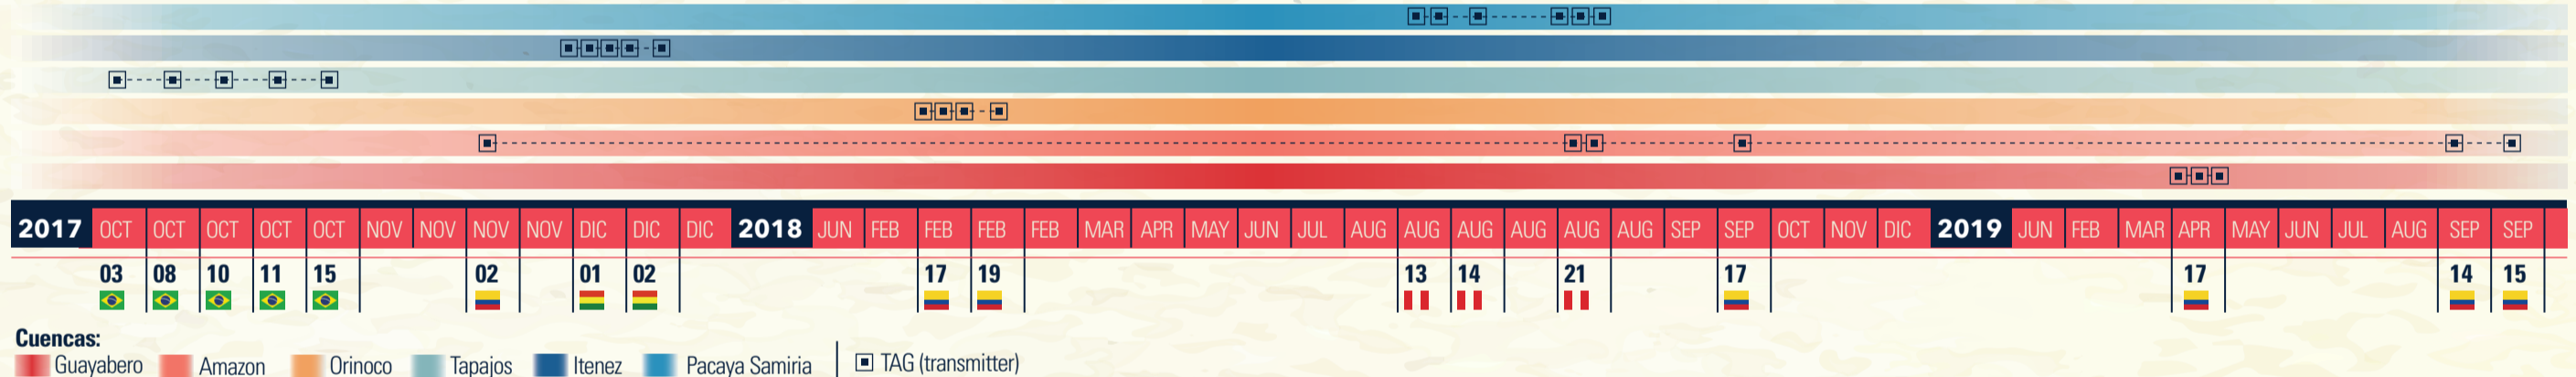 2017 OCT OCT OCT OCT OCT NOV NOV NOV NOV DIC DIC DIC 2018 JUN FEB FEB FEB FEB MAR APR MAY JUN JUL AUG AUG AUG AUG AUG AUG SEP SEP OCT NOV DIC 2019 JUN FEB MAR APR MAY JUN JUL AUG SEP SEP
03 08 10 11 15 02 01 02 17 19 13 14 21 17 17 14 15
Cuencas:
Guayabero Amazon Orinoco Tapajos Itenez Pacaya Samiria TAG (transmitter)